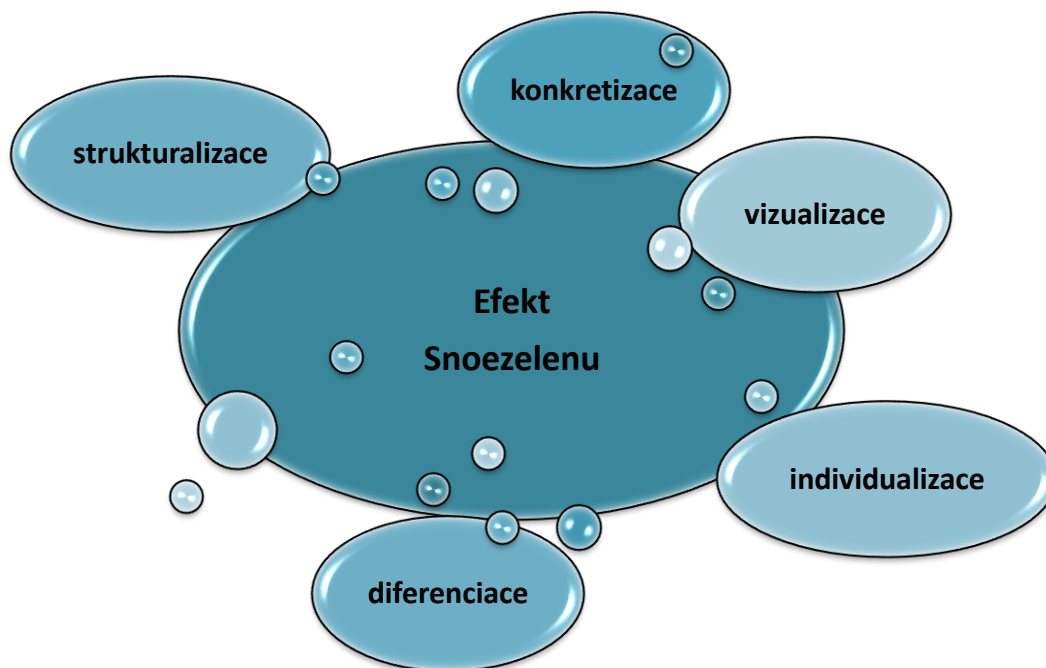 konkretizace
strukturalizace
vizualizace
Efekt
Snoezelenu
individualizace
diferenciace